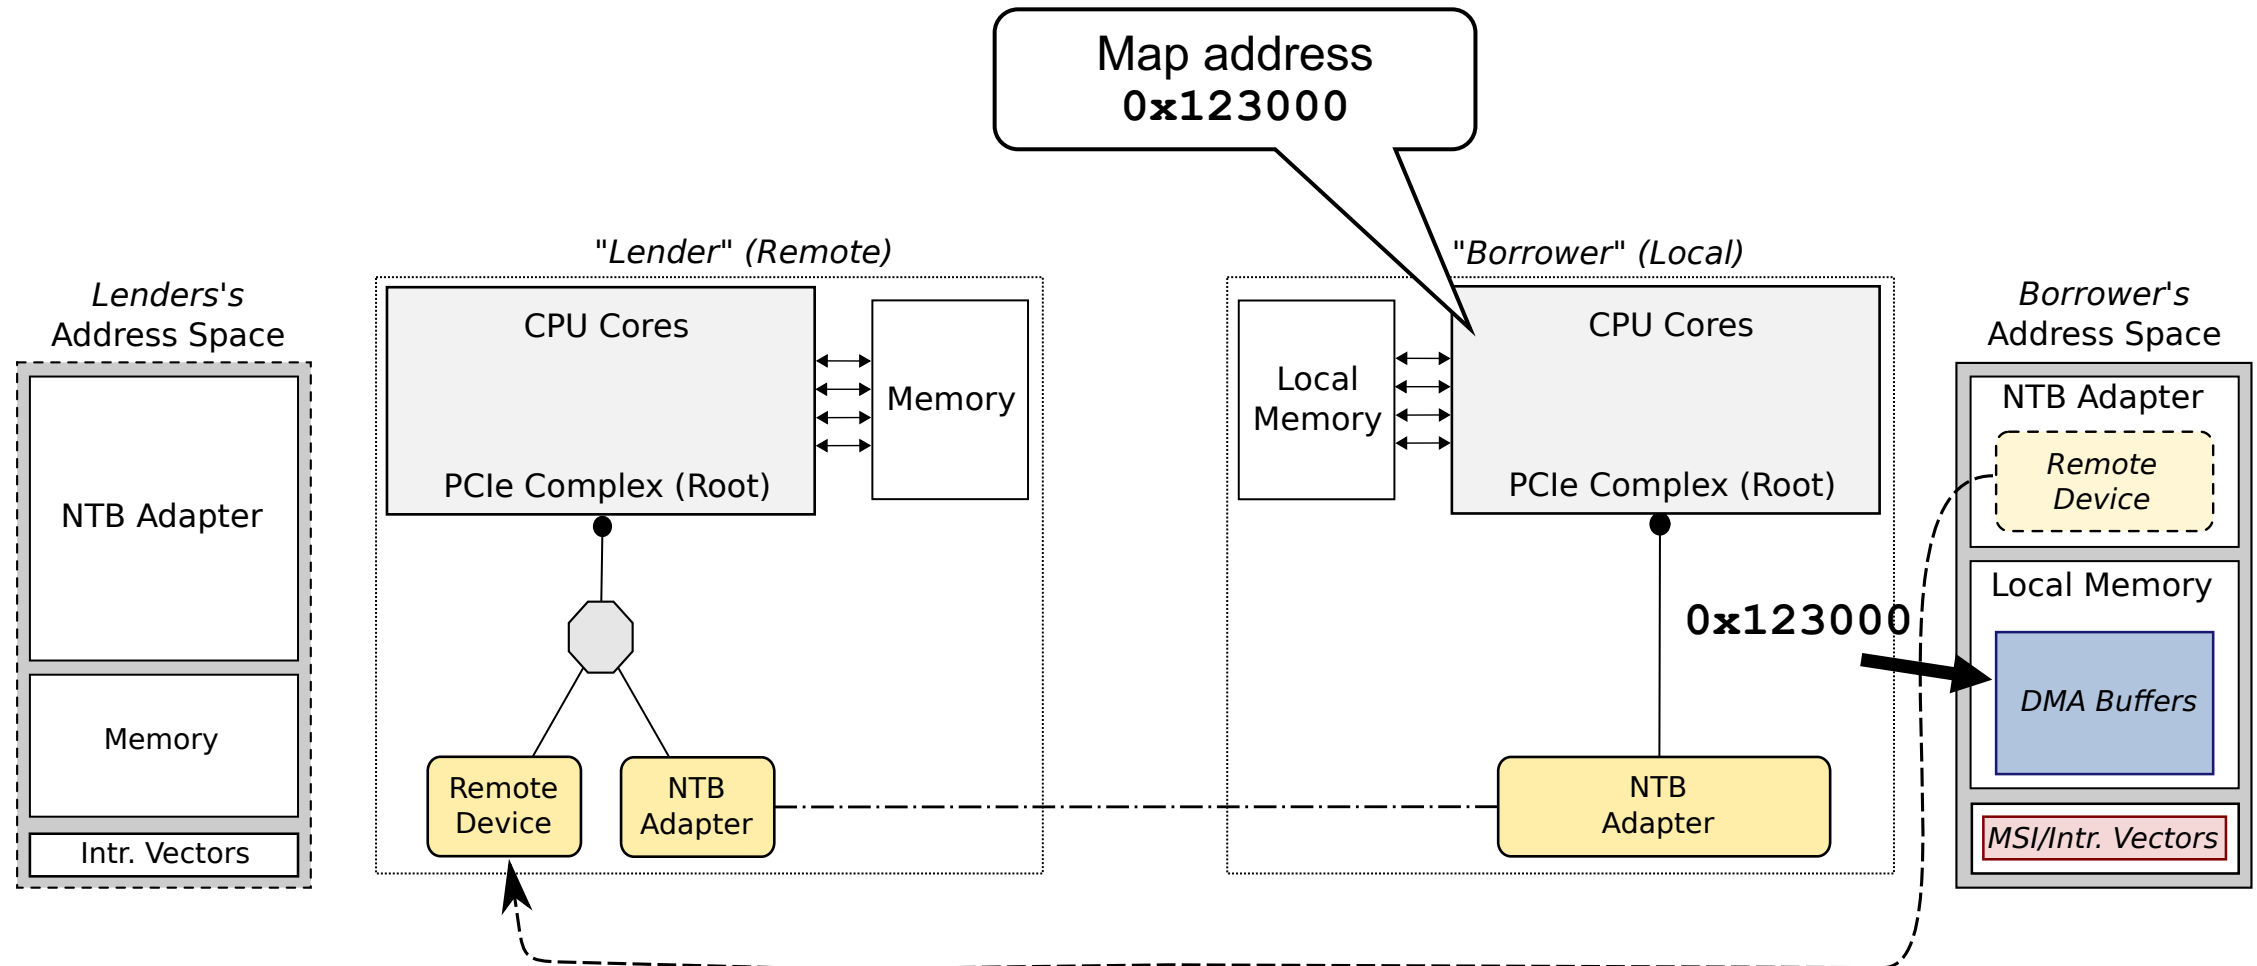 Map address
0x123000
"Lender" (Remote)
"Borrower" (Local)
Lenders's
Address Space
NTB Adapter
Memory
Intr. Vectors
CPU Cores
PCIe Complex (Root)
Memory
Remote
Device
NTB
Adapter
Local
Memory
CPU Cores
PCIe Complex (Root)
NTB
Adapter
0x123000
Borrower's
Address Space
NTB Adapter
Remote
Device
Local Memory
DMA Buffers
MSI/Intr. Vectors